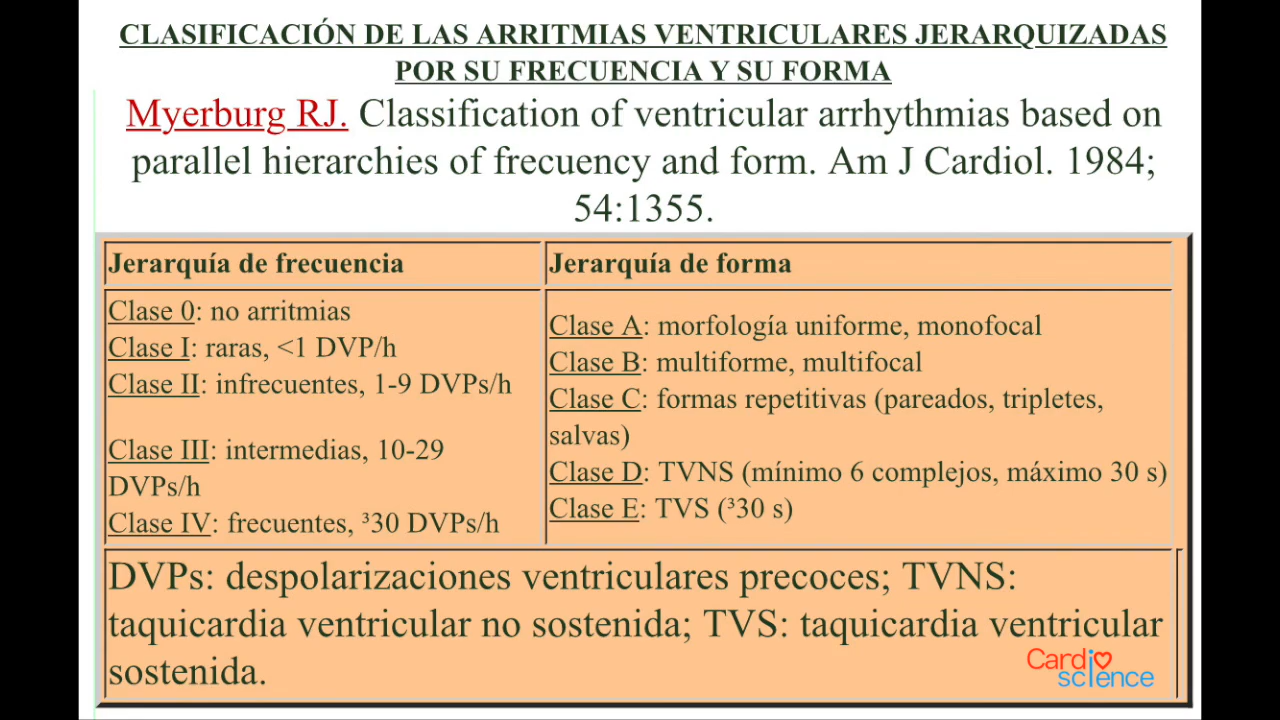 CLASIFICACIÓN DE LAS ARRITMIAS VENTRICULARES JERARQUIZADAS
POR SU FRECUENCIA Y SU FORMA
Myerburg RJ. Classification of ventricular arrhythmias based on
parallel hierarchies of frecuency and form. Am J Cardiol. 1984;
54:1355.
Jerarquía de frecuencia
Clase 0: no arritmias
Clase I: raras, <1 DVP/h
Clase II: infrecuentes, 1-9 DVPs/h
Clase III: intermedias, 10-29
DVPs/h
Clase IV: frecuentes, ³30 DVPs/h
Jerarquía de forma
Clase A: morfología uniforme, monofocal
Clase B: multiforme, multifocal
Clase C: formas repetitivas (pareados, tripletes,
salvas)
Clase D: TVNS (mínimo 6 complejos, máximo 30 s)
Clase E: TVS (³30 s)
DVPs: despolarizaciones ventriculares precoces; TVNS:
taquicardia ventricular no sostenida; TVS: taquicardia ventricular
sostenida.
Cardio
science